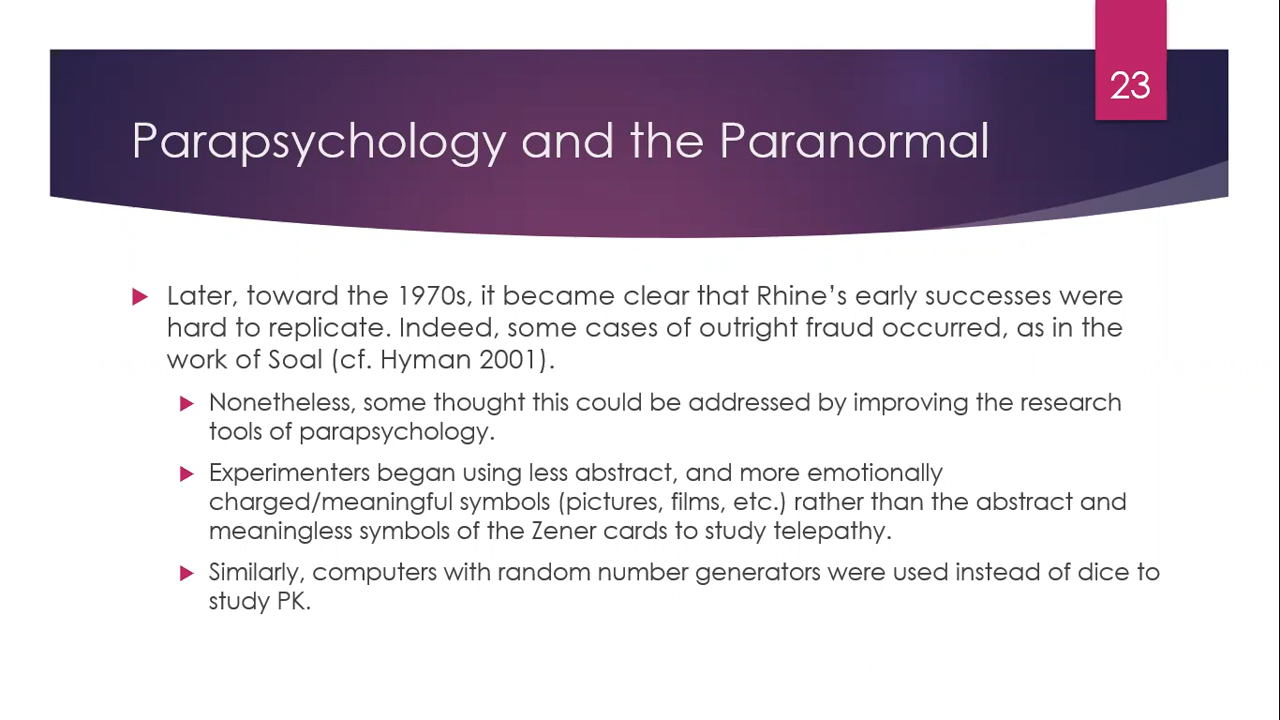 23
Parapsychology and the Paranormal
Later, toward the 1970s, it became clear that Rhine’s early successes were
hard to replicate. Indeed, some cases of outright fraud occurred, as in the
work of Soal (cf. Hyman 2001).
Nonetheless, some thought this could be addressed by improving the research
tools of parapsychology.
Experimenters began using less abstract, and more emotionally
charged/meaningful symbols (pictures, films, etc.) rather than the abstract and
meaningless symbols of the Zener cards to study telepathy.
Similarly, computers with random number generators were used instead of dice to
study PK.